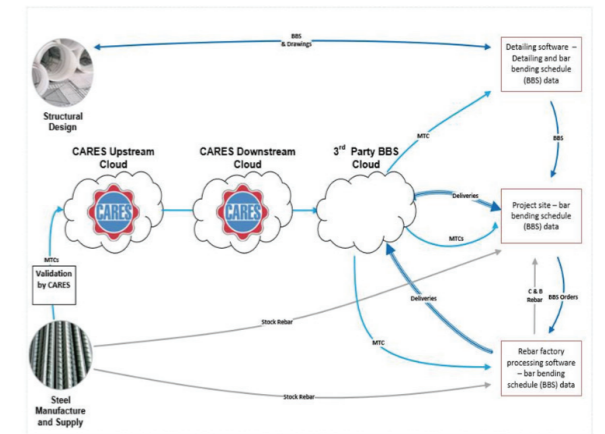 BBS
& Drawings
Detailing software –
Detailing and bar
bending schedule
(BBS) data
Structural
Design
MTC
BBS
CARES Upstream
Cloud
CARES Downstream
Cloud
3rd Party BBS
Cloud
CARES
CARES
Deliveries
Project site – bar
bending schedule
(BBS) data
MTCs
MTCs
Validation
by CARES
C & B
Rebar
BBS Orders
Deliveries
Stock Rebar
MTC
Rebar factory
processing software
– bar bending
schedule (BBS) data
Stock Rebar
Steel
Manufacture
and Supply